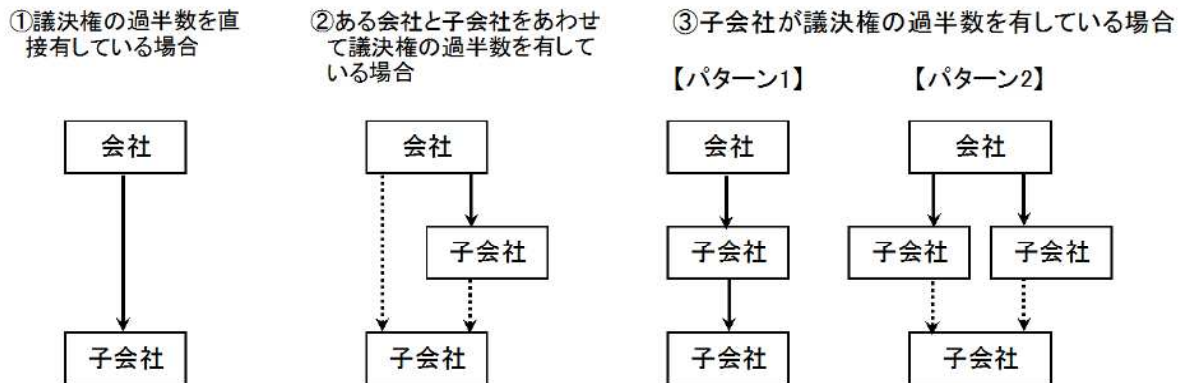 ①議決権の過半数を直
接有している場合
会社
子会社
②ある会社と子会社をあわせ
て議決権の過半数を有して
いる場合
会社
子会社
子会社
③子会社が議決権の過半数を有している場合
【パターン1】
会社
子会社
子会社
【パターン2】
会社
子会社
子会社
子会社